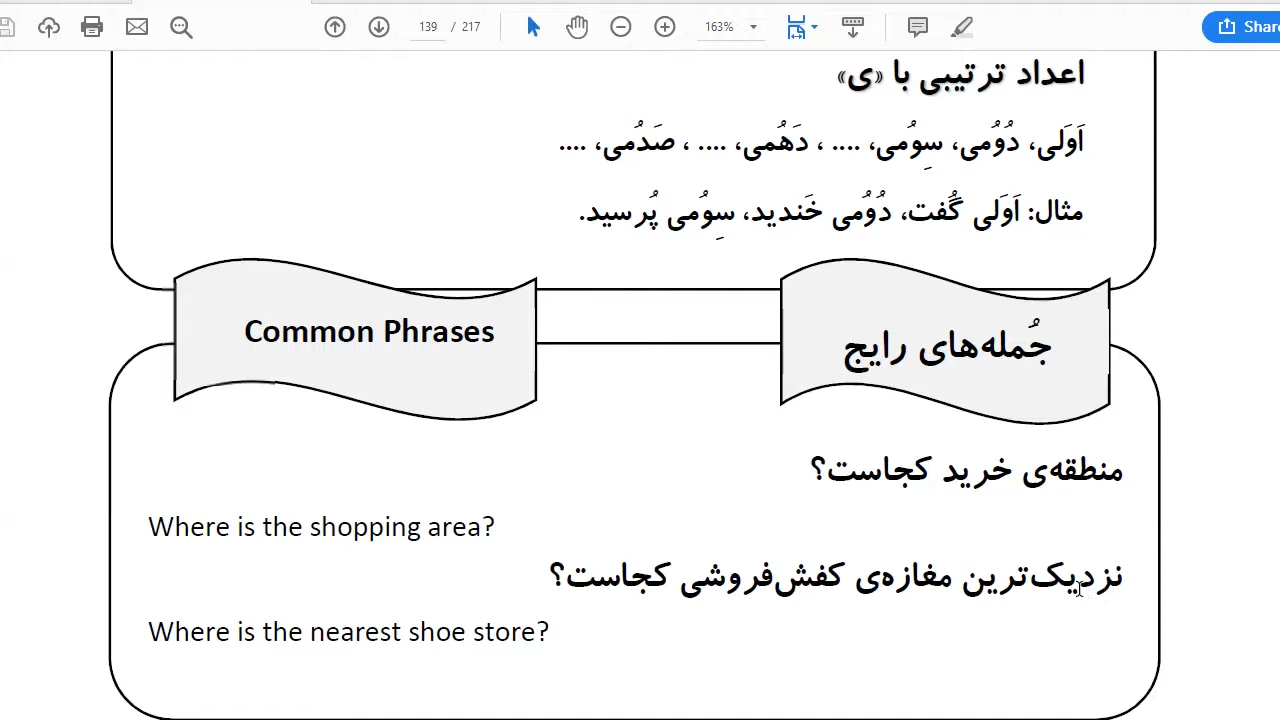 139 / 217 163% Share
اعداد ترتیبی با «ی»
اَوَلی، دُوُمی، سِوُمی، .... ، دَهُمی، .... ، صَدُمی، ....
مثال: اَوَلی گُفت، دُوُمی خَندید، سِوُمی پُرسید.
Common Phrases
جُمله‌های رایج
منطقه‌ی خرید کجاست؟
Where is the shopping area?
نزدیک‌ترین مغازه‌ی کفش‌فروشی کجاست؟
Where is the nearest shoe store?